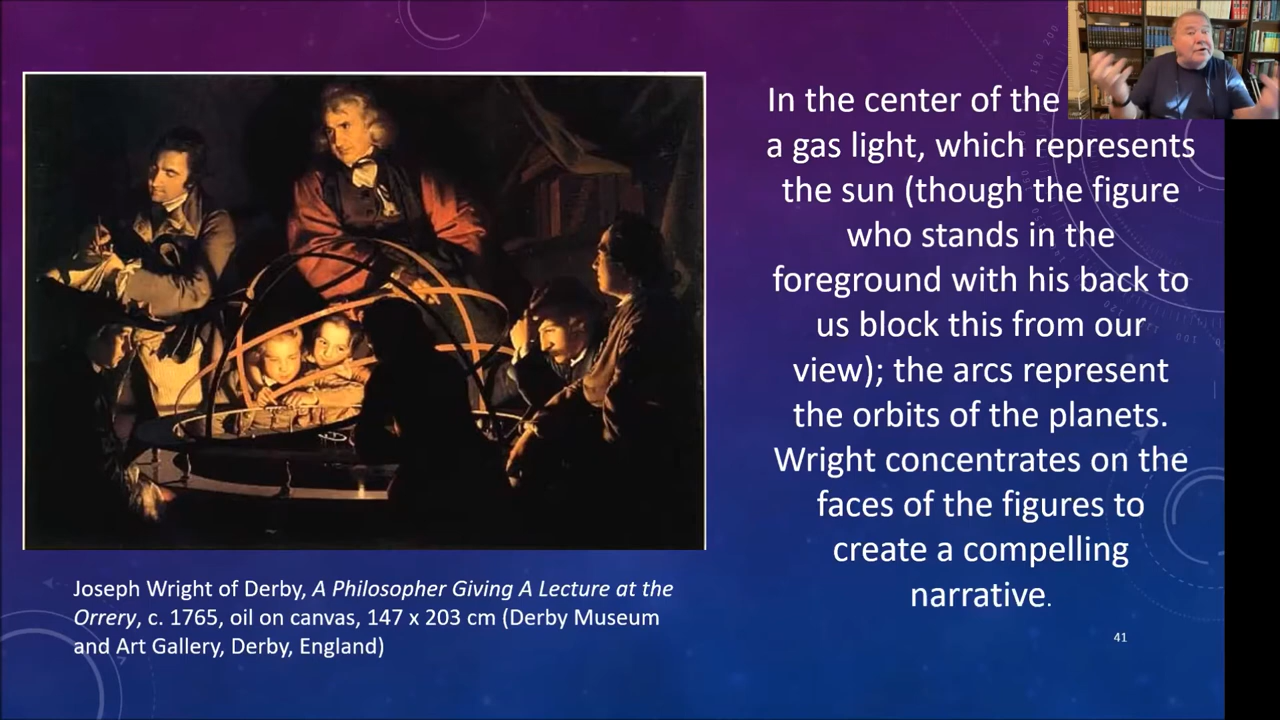 In the center of the
a gas light, which represents
the sun (though the figure
who stands in the
foreground with his back to
us block this from our
view); the arcs represent
the orbits of the planets.
Wright concentrates on the
faces of the figures to
create a compelling
narrative.
Joseph Wright of Derby, A Philosopher Giving A Lecture at the
Orrery, c. 1765, oil on canvas, 147 x 203 cm (Derby Museum
and Art Gallery, Derby, England)
41